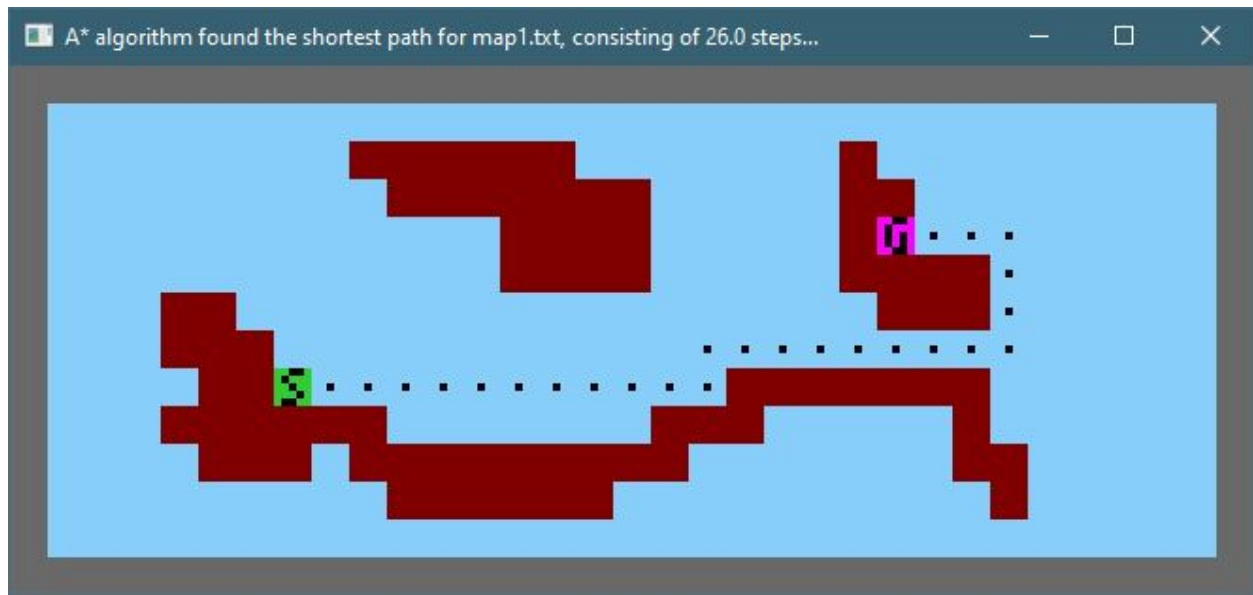 A* algorithm found the shortest path for map1.txt, consisting of 26.0 steps...